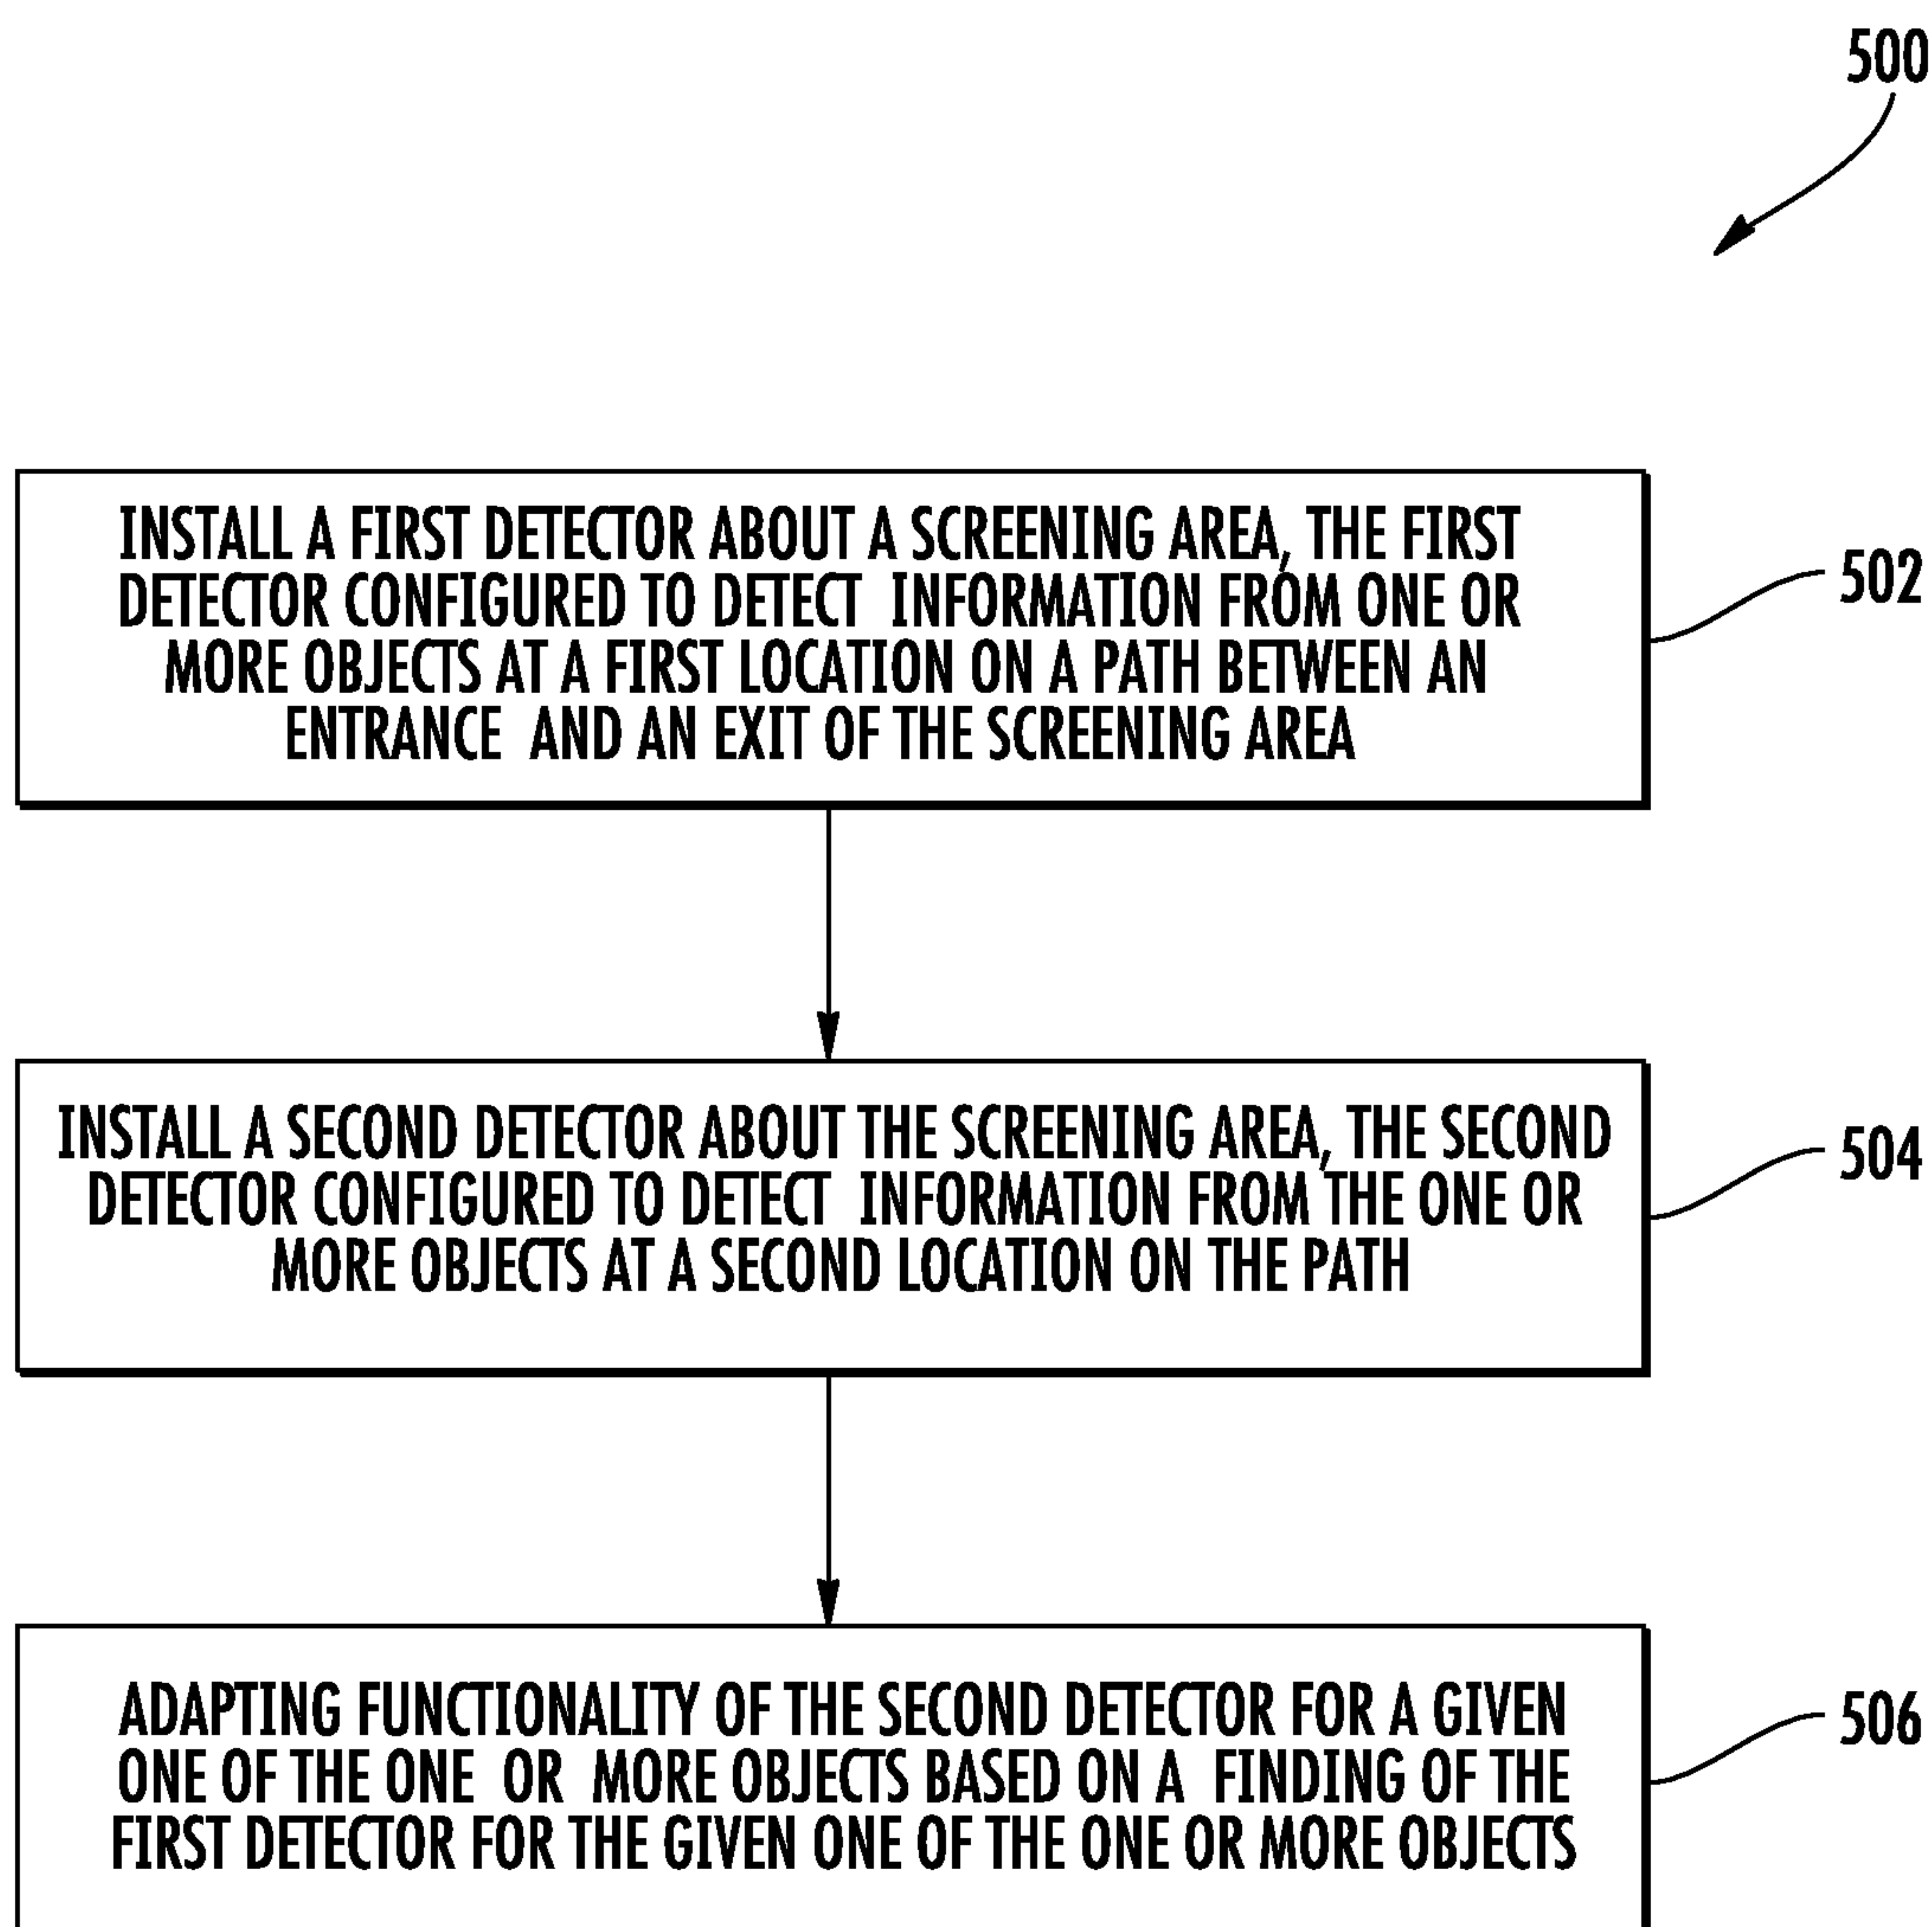 500
INSTALL A FIRST DETECTOR ABOUT A SCREENING AREA, THE FIRST
DETECTOR CONFIGURED TO DETECT INFORMATION FROM ONE OR
MORE OBJECTS AT A FIRST LOCATION ON A PATH BETWEEN AN
ENTRANCE AND AN EXIT OF THE SCREENING AREA
502
INSTALL A SECOND DETECTOR ABOUT THE SCREENING AREA, THE SECOND
DETECTOR CONFIGURED TO DETECT INFORMATION FROM THE ONE OR
MORE OBJECTS AT A SECOND LOCATION ON THE PATH
504
ADAPTING FUNCTIONALITY OF THE SECOND DETECTOR FOR A GIVEN
ONE OF THE ONE OR MORE OBJECTS BASED ON A FINDING OF THE
FIRST DETECTOR FOR THE GIVEN ONE OF THE ONE OR MORE OBJECTS
506